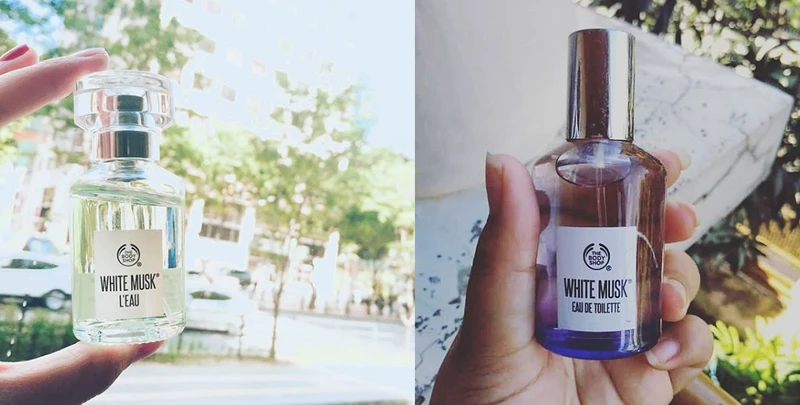 THE
BODY
SHOP®
WHITE MUSK®
L'EAU
THE
BODY
SHOP®
WHITE MUSK®
EAU DE TOILETTE